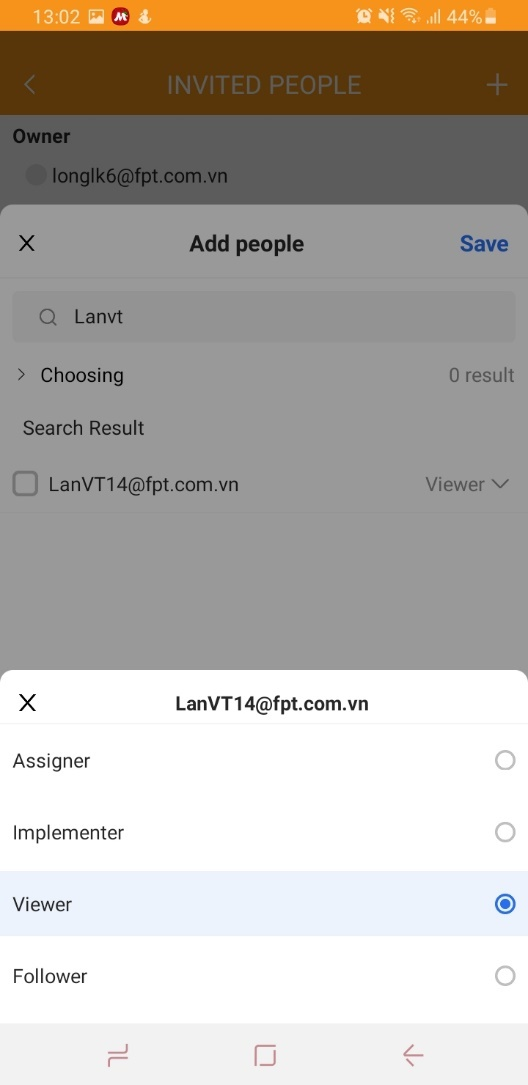 13:02 44%
INVITED PEOPLE
Owner
longlk6@fpt.com.vn
Add people Save
Lanvt
Choosing 0 result
Search Result
LanVT14@fpt.com.vn Viewer
LanVT14@fpt.com.vn
Assigner
Implementer
Viewer
Follower